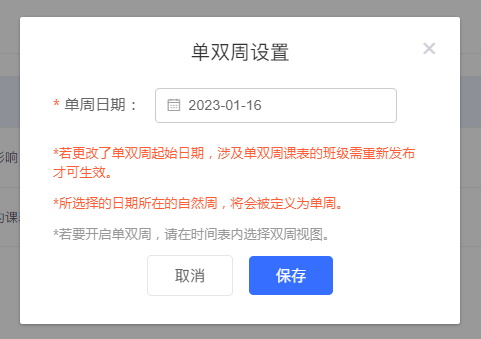 单双周设置
* 单周日期： 2023-01-16
*若更改了单双周起始日期，涉及单双周课表的班级需重新发布
才可生效。
影响
*所选择的日期所在的自然周，将会被定义为单周。
的课
*若要开启单双周，请在时间表内选择双周视图。
取消 保存